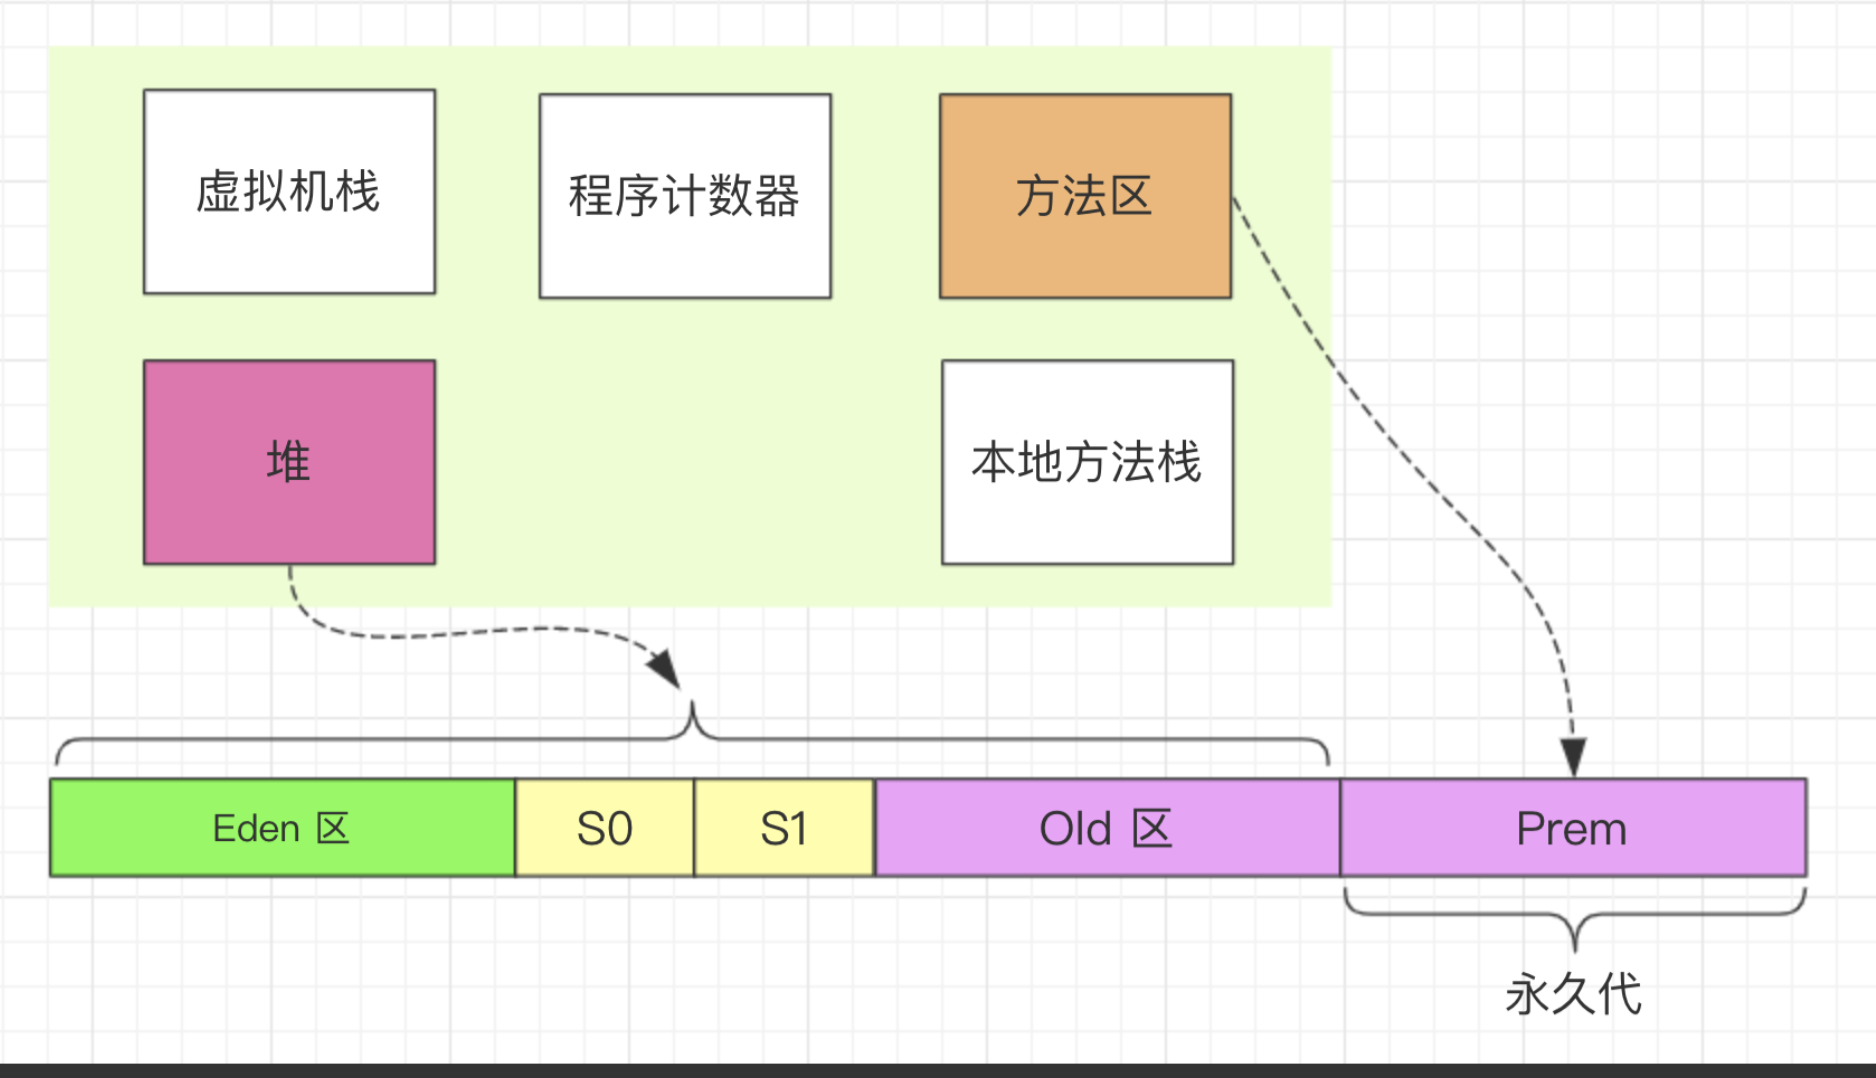 虚拟机栈
程序计数器
方法区
堆
本地方法栈
Eden 区
S0
S1
Old 区
Prem
永久代